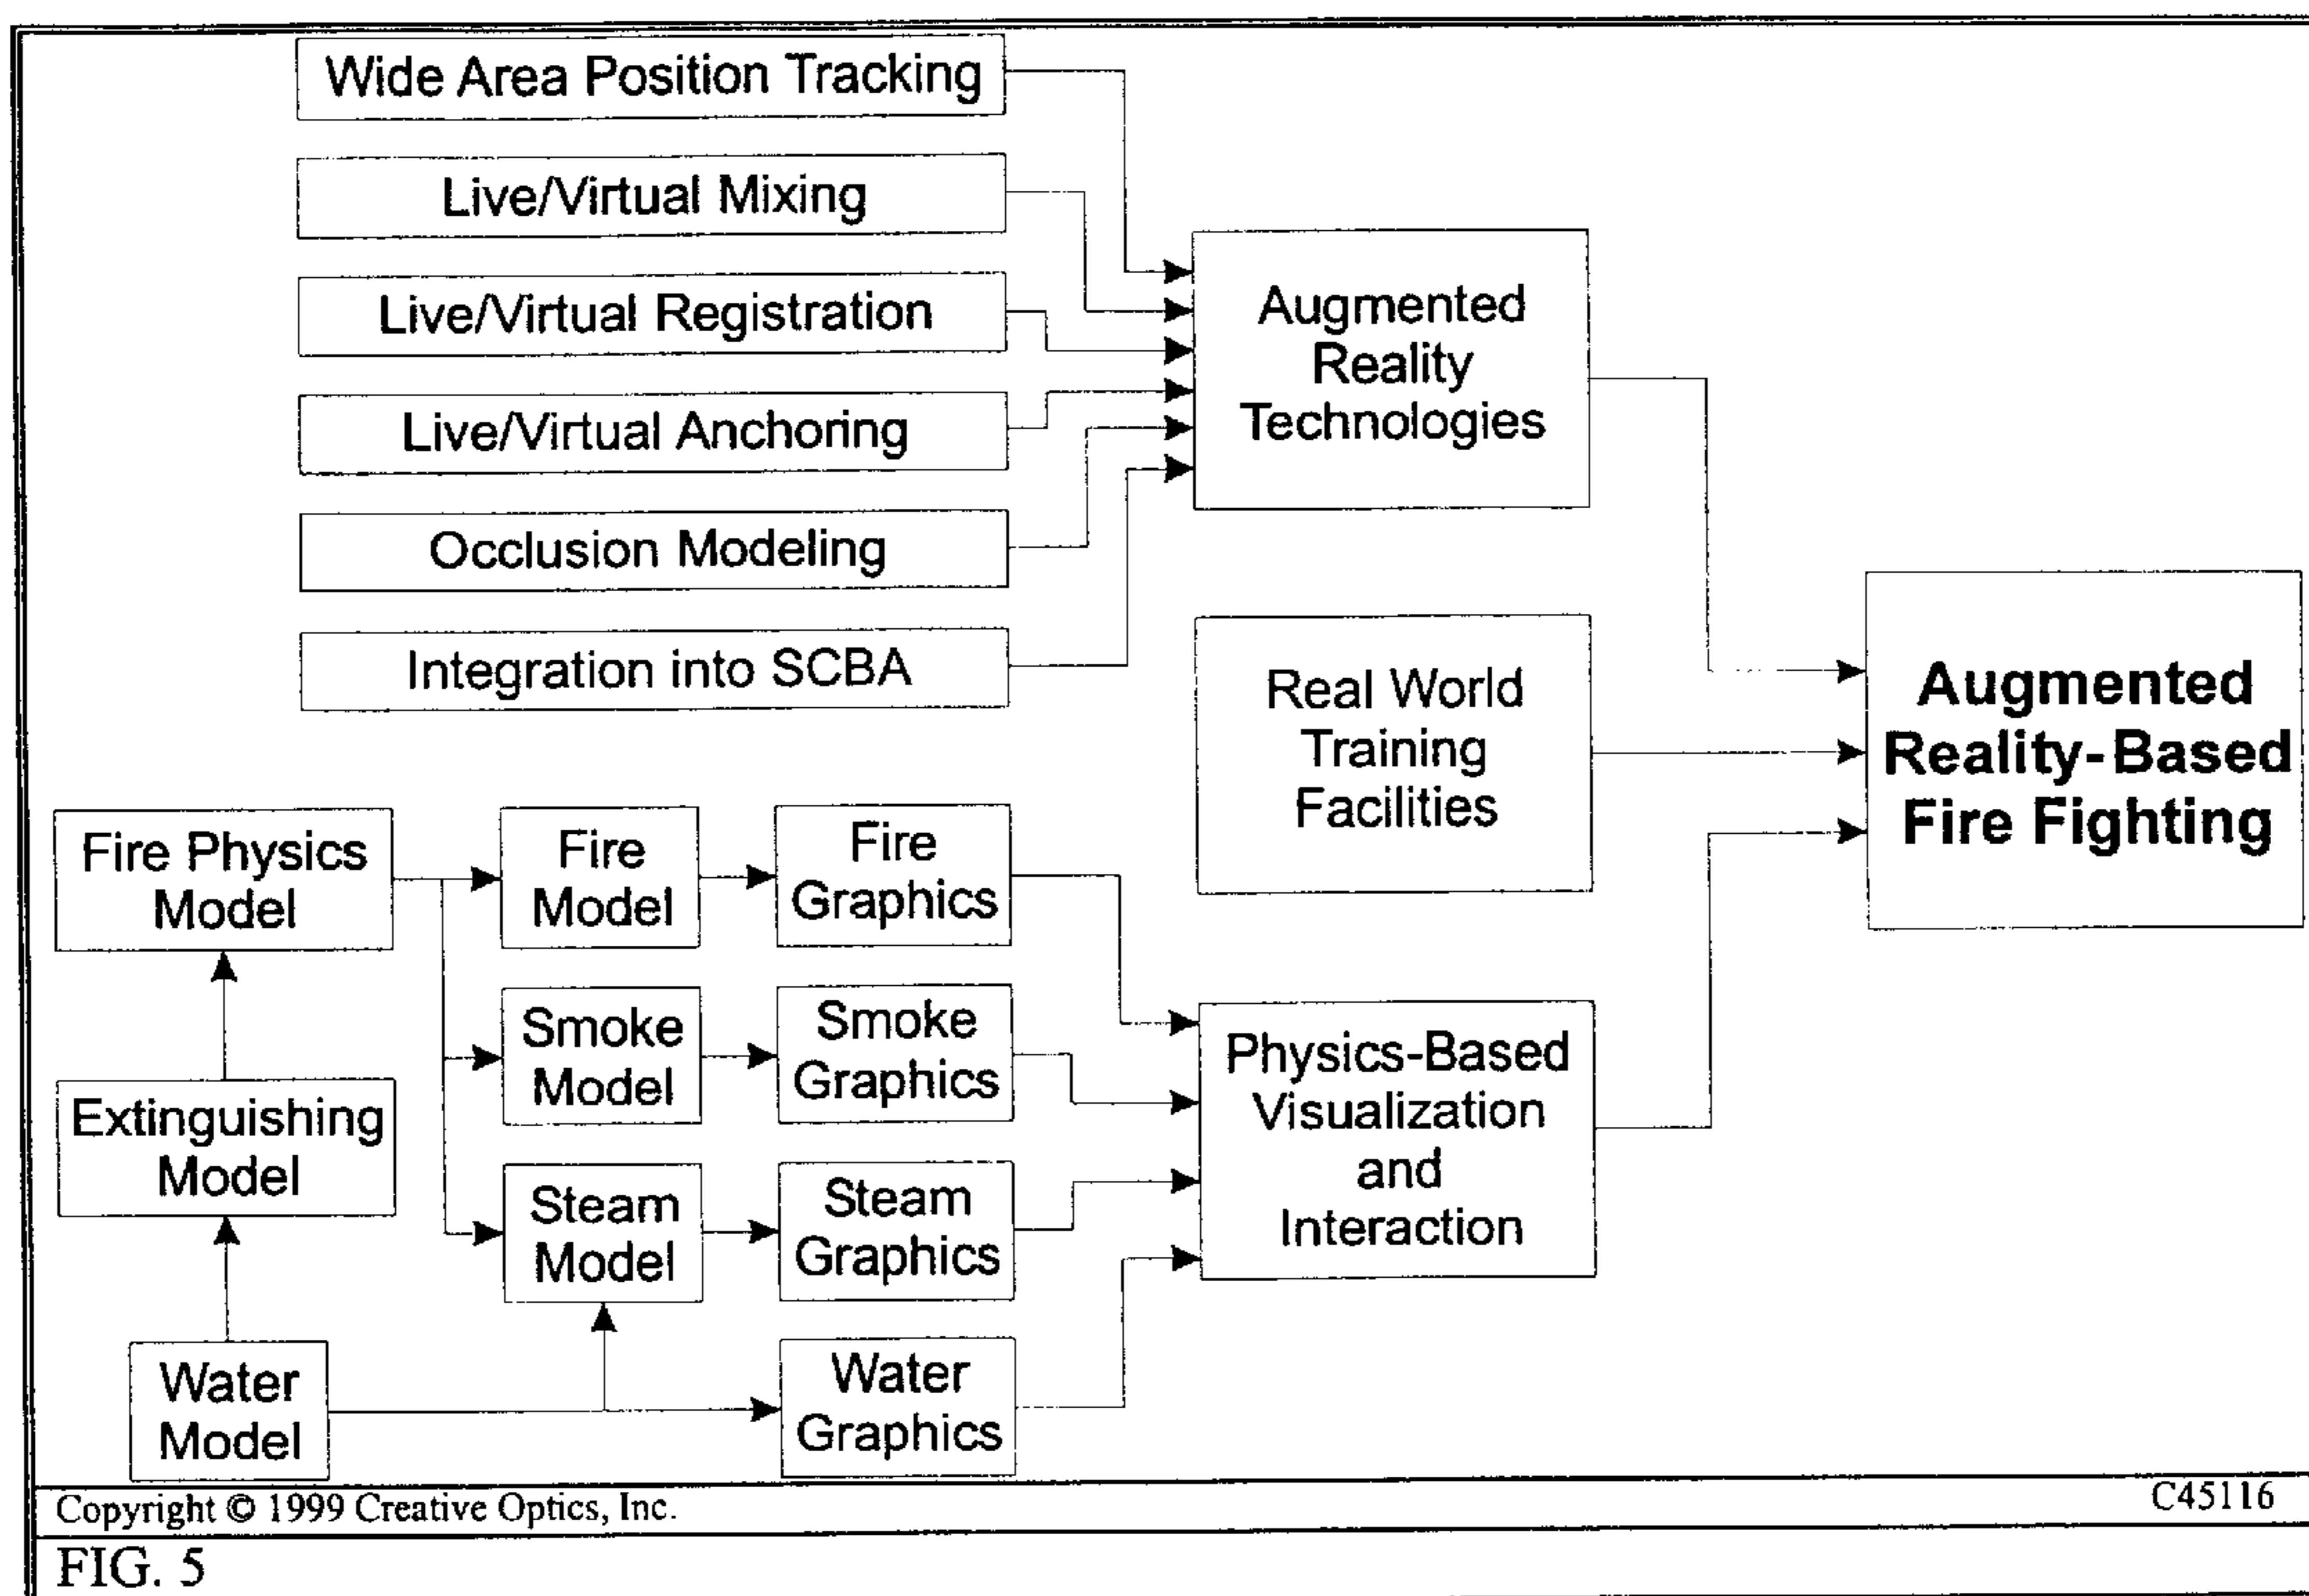 Wide Area Position Tracking
Live/Virtual Mixing
Live/Virtual Registration
Live/Virtual Anchoring
Occlusion Modeling
Integration into SCBA
Augmented
Reality
Technologies
Real World
Training
Facilities
Augmented
Reality-Based
Fire Fighting
Fire Physics
Model
Fire
Model
Fire
Graphics
Smoke
Model
Smoke
Graphics
Physics-Based
Visualization
and
Interaction
Extinguishing
Model
Steam
Model
Steam
Graphics
Water
Model
Water
Graphics
Copyright © 1999 Creative Optics, Inc.
C45116
FIG. 5